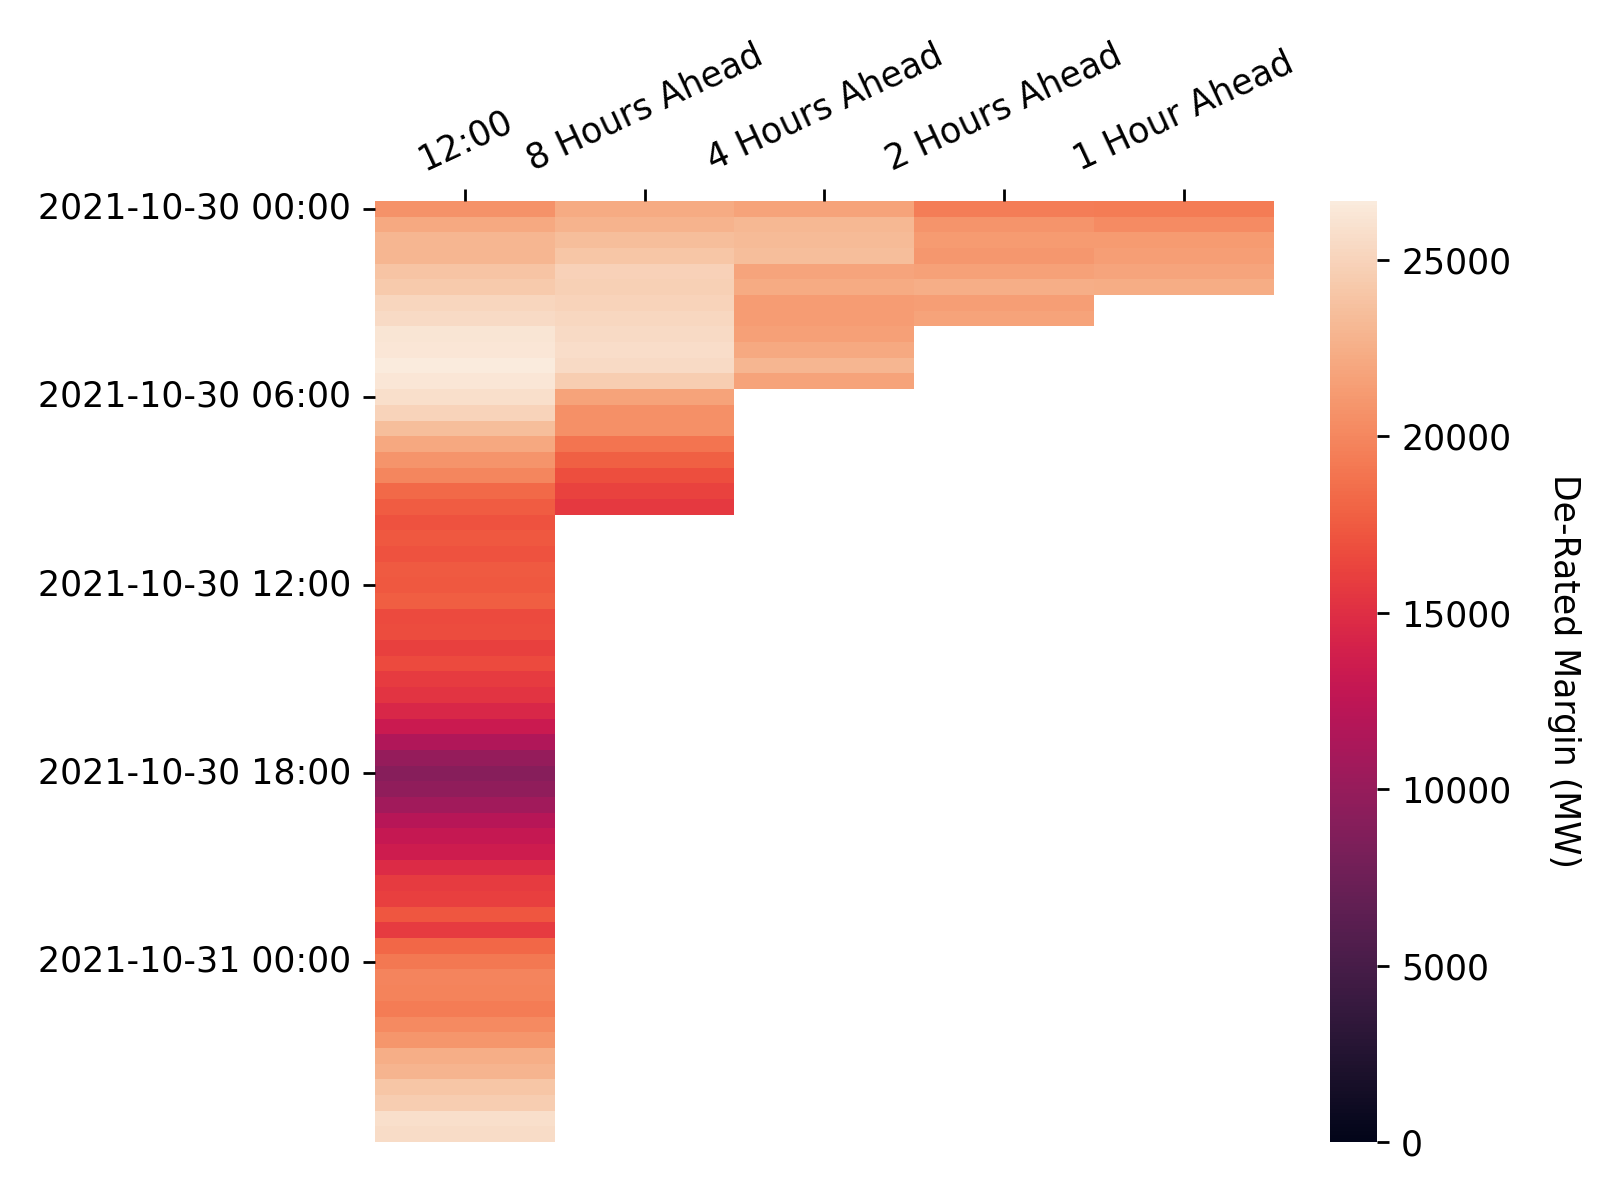 12:00
8 Hours Ahead
4 Hours Ahead
2 Hours Ahead
1 Hour Ahead
2021-10-30 00:00
2021-10-30 06:00
2021-10-30 12:00
2021-10-30 18:00
2021-10-31 00:00
25000
20000
15000
10000
5000
0
De-Rated Margin (MW)